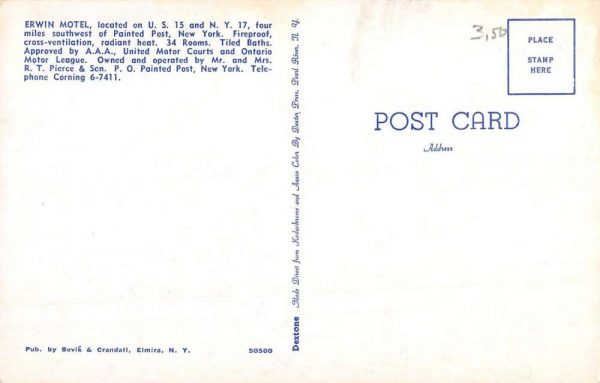 ERWIN MOTEL, located on U. S. 15 and N. Y. 17, four
miles southwest of Painted Post, New York. Fireproof,
cross-ventilation, radiant heat. 34 Rooms. Tiled Baths.
Approved by A.A.A., United Motor Courts and Ontario
Motor League. Owned and operated by Mr. and Mrs.
R. T. Pierce & Son. P. O. Painted Post, New York. Tele-
phone Corning 6-7411.
Pub. by Bovik & Crandall, Elmira, N. Y.
50500
Dextone Made Direct from Kodachrome and Ansco Color By Dexter Press, Pearl River, N. Y.
3,50
PLACE
STAMP
HERE
POST CARD
Address